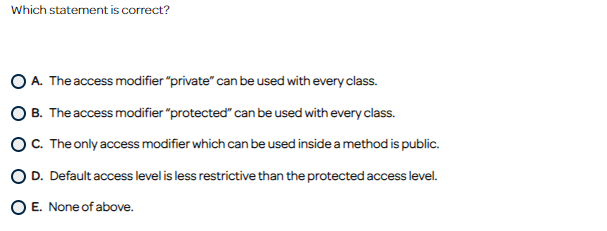 Which statement is correct?
A. The access modifier "private" can be used with every class.
B. The access modifier "protected" can be used with every class.
C. The only access modifier which can be used inside a method is public.
D. Default access level is less restrictive than the protected access level.
E. None of above.